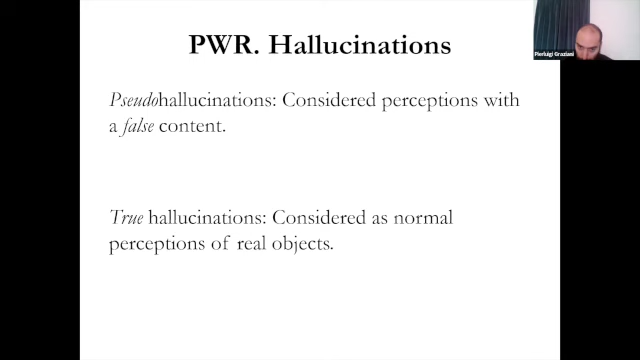 PWR. Hallucinations
Pseudohallucinations: Considered perceptions with
a false content.
True hallucinations: Considered as normal
perceptions of real objects.
Pierluigi Graziani